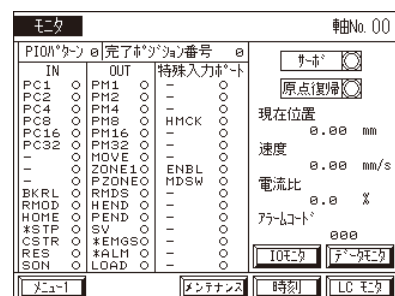 モニタ 軸No. 00
PIOパターン 0 完了ポジション番号 0
IN OUT 特殊入力ポート
PC1 ○ PM1 ○ – ○
PC2 ○ PM2 ○ – ○
PC4 ○ PM4 ○ – ○
PC8 ○ PM8 ○ HMCK ○
PC16 ○ PM16 ○ – ○
PC32 ○ PM32 ○ – ○
– ○ MOVE ○ – ○
– ○ ZONE1○ ENBL ○
– ○ PZONE○ MDSW ○
BKRL ○ RMDS ○ – ○
RMOD ○ HEND ○ – ○
HOME ○ PEND ○ – ○
*STP ○ SV ○ – ○
CSTR ○ *EMGS○ – ○
RES ○ *ALM ○ – ○
SON ○ LOAD ○ – ○
サーボ ○
原点復帰○
現在位置
0.00 mm
速度
0.00 mm/s
電流比
0.0 %
アラームコード
000
IOモニタ データモニタ
メニュー1 メンテナンス 時刻 LC モニタ